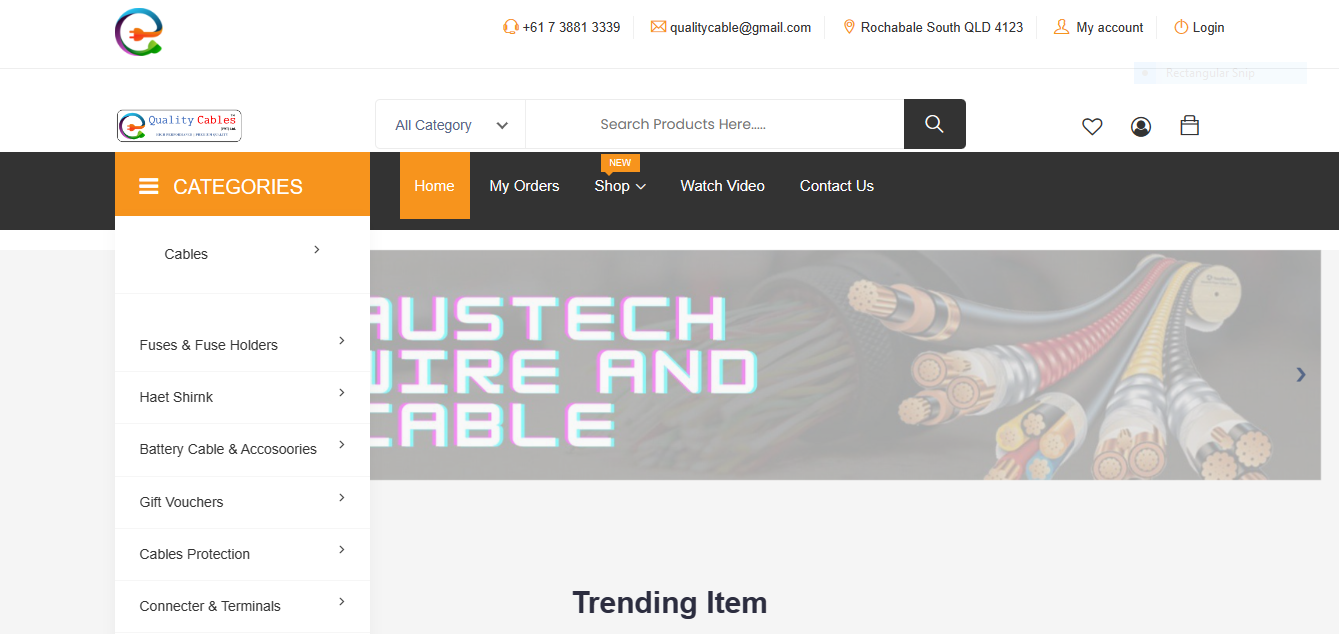 +61 7 3881 3339
qualitycable@gmail.com
Rochabale South QLD 4123
My account
Login
Rectangular Snip
Quality Cables
All Category
Search Products Here.....
CATEGORIES
Home
My Orders
NEW
Shop
Watch Video
Contact Us
Cables
Fuses & Fuse Holders
Haet Shirnk
Battery Cable & Accosoories
Gift Vouchers
Cables Protection
Connecter & Terminals
AUSTECH
WIRE AND
CABLE
Trending Item